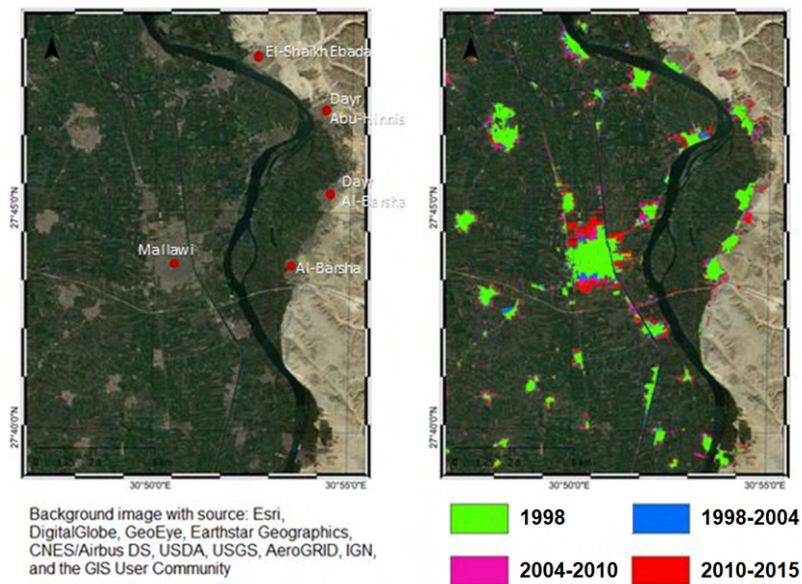 El-Shaikh Ebada
Dayr
Abu-Hinnis
Dayr
Al-Barsha
Mallawi
Al-Barsha
27°45'0"N
27°40'0"N
30°50'0"E
30°55'0"E
27°45'0"N
27°40'0"N
30°50'0"E
30°55'0"E
Background image with source: Esri,
DigitalGlobe, GeoEye, Earthstar Geographics,
CNES/Airbus DS, USDA, USGS, AeroGRID, IGN,
and the GIS User Community
1998
1998-2004
2004-2010
2010-2015